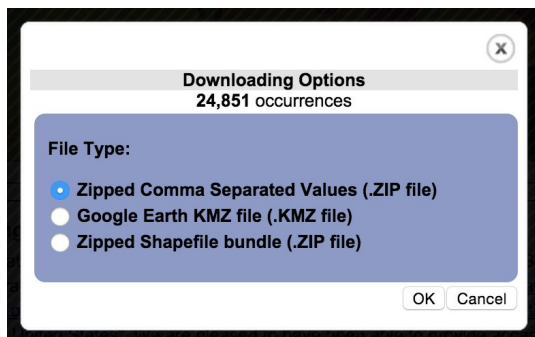 X
Downloading Options
24,851 occurrences
File Type:
Zipped Comma Separated Values (.ZIP file)
Google Earth KMZ file (.KMZ file)
Zipped Shapefile bundle (.ZIP file)
OK Cancel